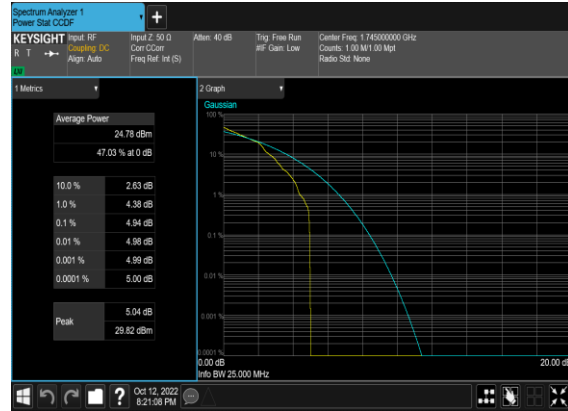 Spectrum Analyzer 1
Power Stat CCDF
KEYSIGHT
R T
Input: RF
Coupling: DC
Align: Auto
Input Z: 50 Ω
Corr CCorr
Freq Ref: Int (S)
Atten: 40 dB
Trig: Free Run
#IF Gain: Low
Center Freq: 1.745000000 GHz
Counts: 1.00 M/1.00 Mpt
Radio Std: None
1 Metrics
Average Power
24.78 dBm
47.03 % at 0 dB
10.0 % 2.63 dB
1.0 % 4.38 dB
0.1 % 4.94 dB
0.01 % 4.98 dB
0.001 % 4.99 dB
0.0001 % 5.00 dB
Peak 5.04 dB
29.82 dBm
2 Graph
Gaussian
100 %
10 %
1 %
0.1 %
0.01 %
0.001 %
0.0001 %
0.00 dB
20.00 dB
Info BW 25.000 MHz
?
Oct 12, 2022
8:21:08 PM